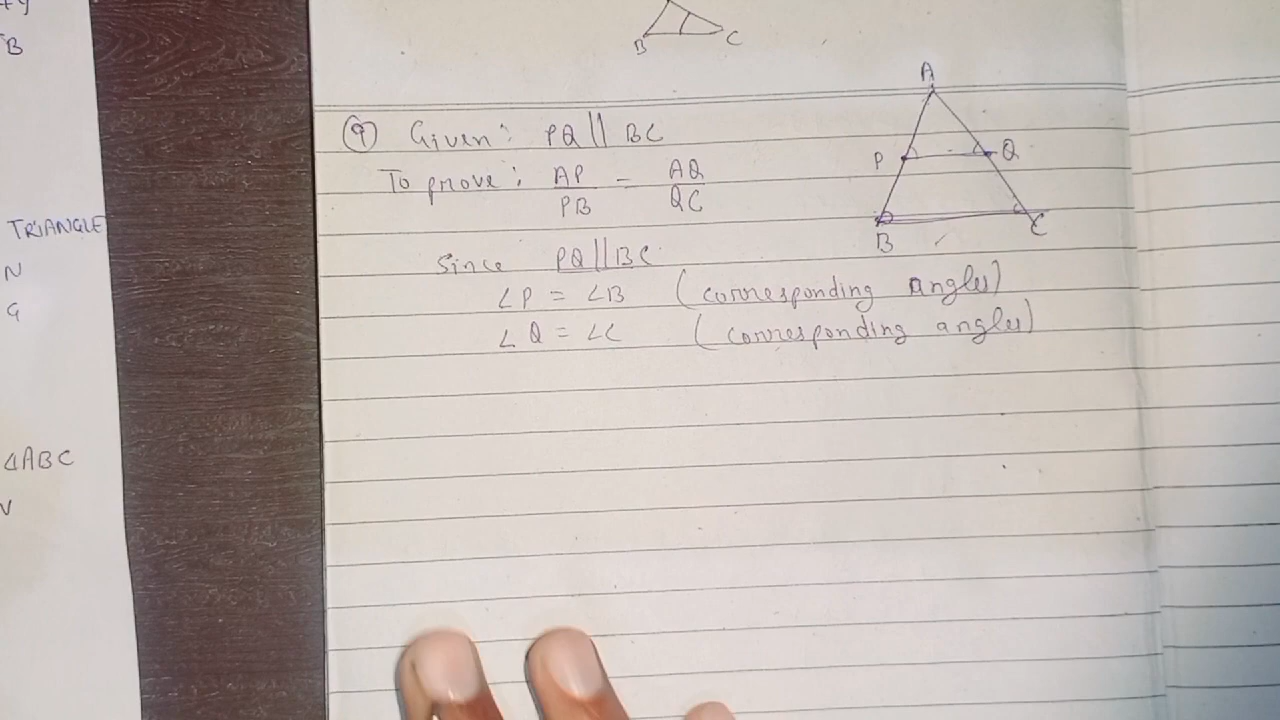 B
B C
A
(9) Given: PQ || BC
P Q
To prove: AP/PB = AQ/QC
B C
TRIANGLE
Since PQ||BC.
N
∠P = ∠B (corresponding angles)
G
∠Q = ∠C (corresponding angles)
ΔABC